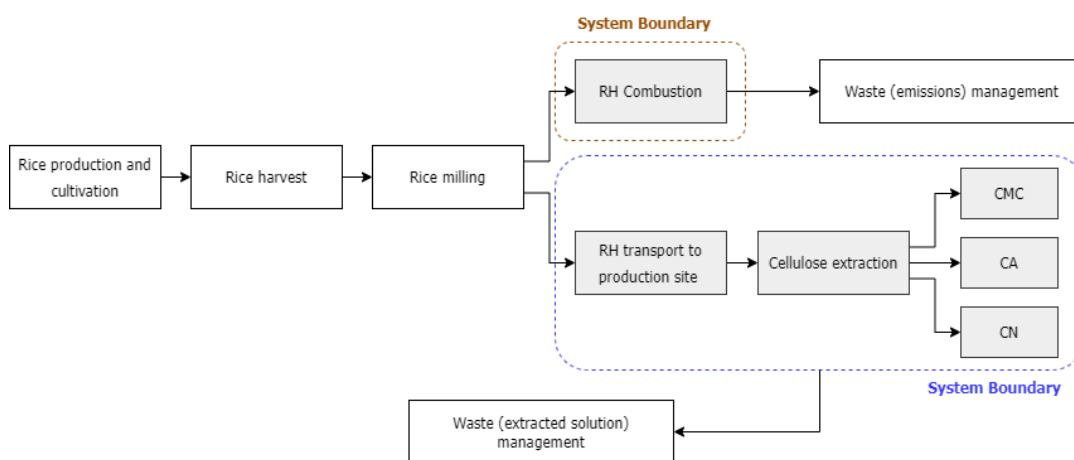 System Boundary
RH Combustion
Waste (emissions) management
Rice production and
cultivation
Rice harvest
Rice milling
CMC
RH transport to
production site
Cellulose extraction
CA
CN
System Boundary
Waste (extracted solution)
management